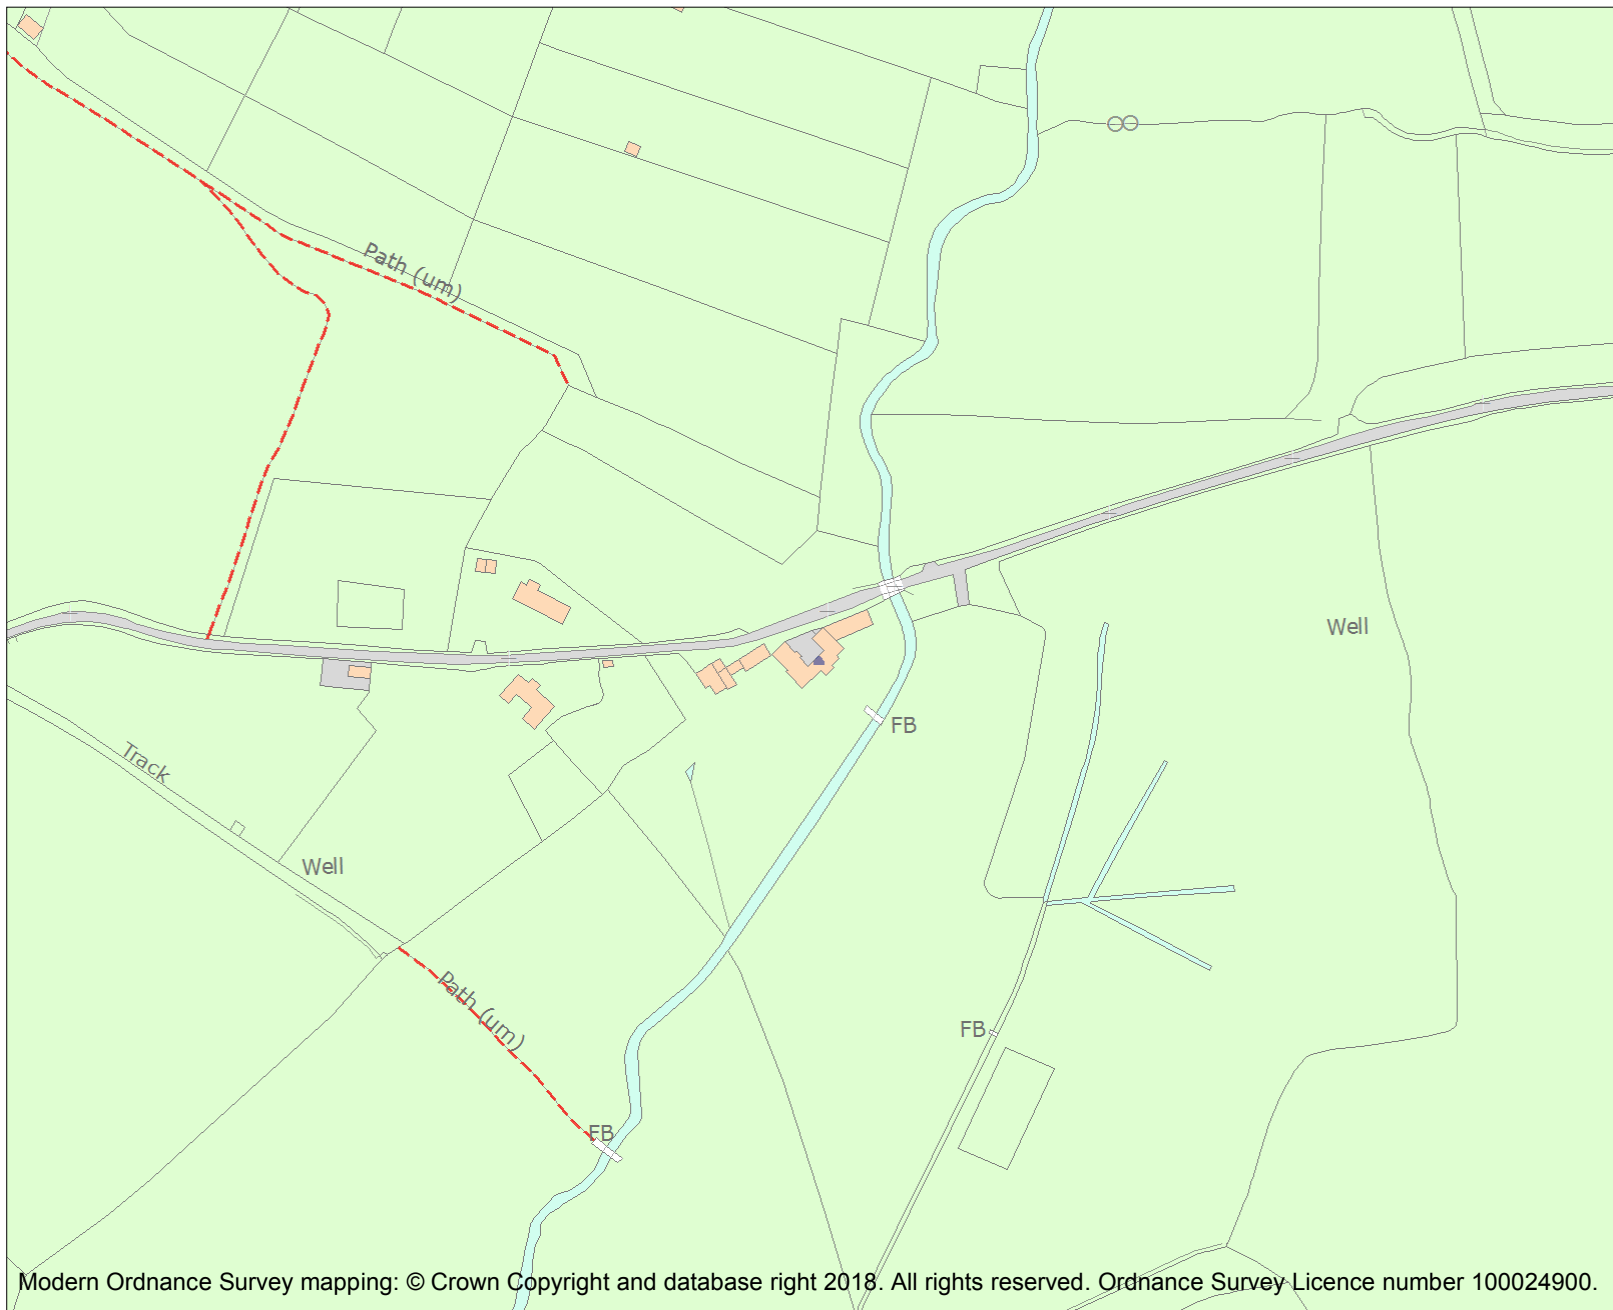 Path (um)
Well
FB
Track
Well
Path (um)
FB
FB
Modern Ordnance Survey mapping: © Crown Copyright and database right 2018. All rights reserved. Ordnance Survey Licence number 100024900.